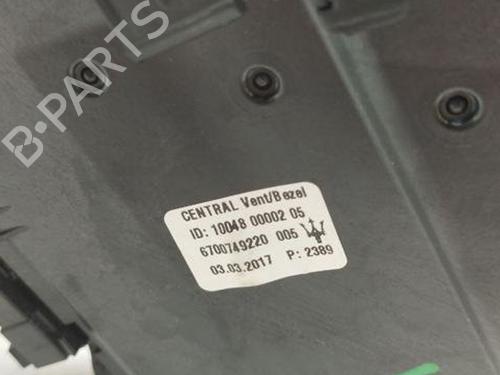 B-PARTS
CENTRAL Vent/Bezel
ID: 10048 00002 05
6700749220 005
03.03.2017 P: 2389